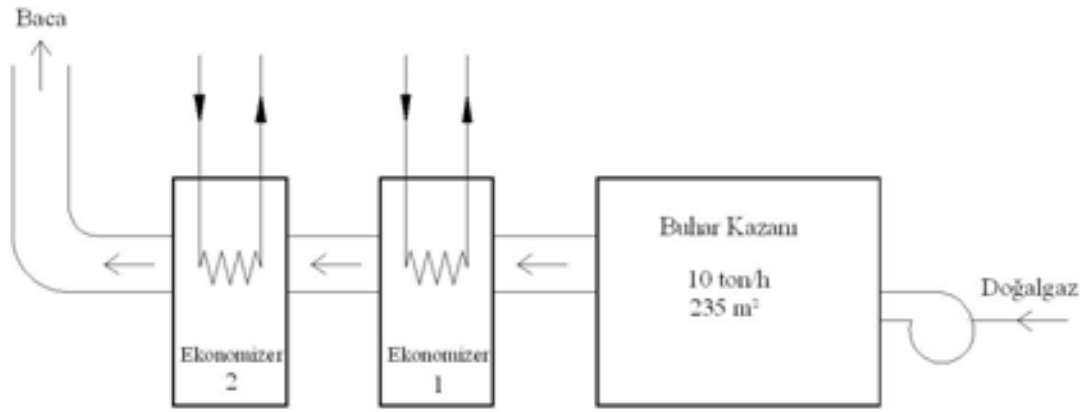 Baca
Buhar Kazanı
10 ton/h
235 m²
Doğalgaz
Ekonomizer
2
Ekonomizer
1